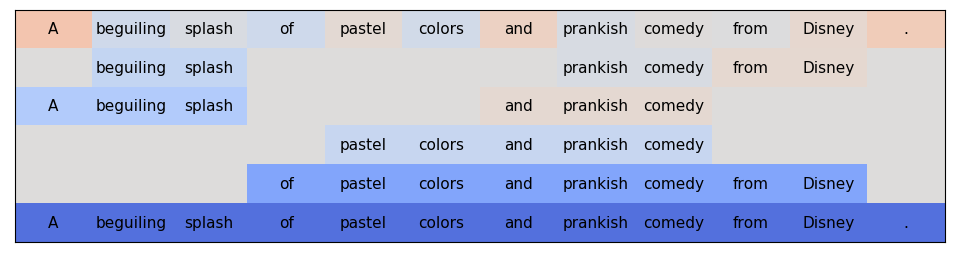 A beguiling splash of pastel colors and prankish comedy from Disney .
beguiling splash prankish comedy from Disney
A beguiling splash and prankish comedy
pastel colors and prankish comedy
of pastel colors and prankish comedy from Disney
A beguiling splash of pastel colors and prankish comedy from Disney .